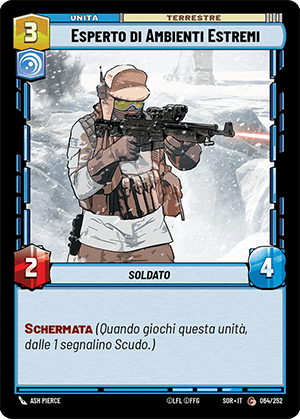 UNITÀ
TERRESTRE
3
ESPERTO DI AMBIENTI ESTREMI
2
SOLDATO
4
SCHERMATA (Quando giochi questa unità,
dalle 1 segnalino Scudo.)
ASH PIERCE
©LFL ©FFG
SOR • IT
C
064/252